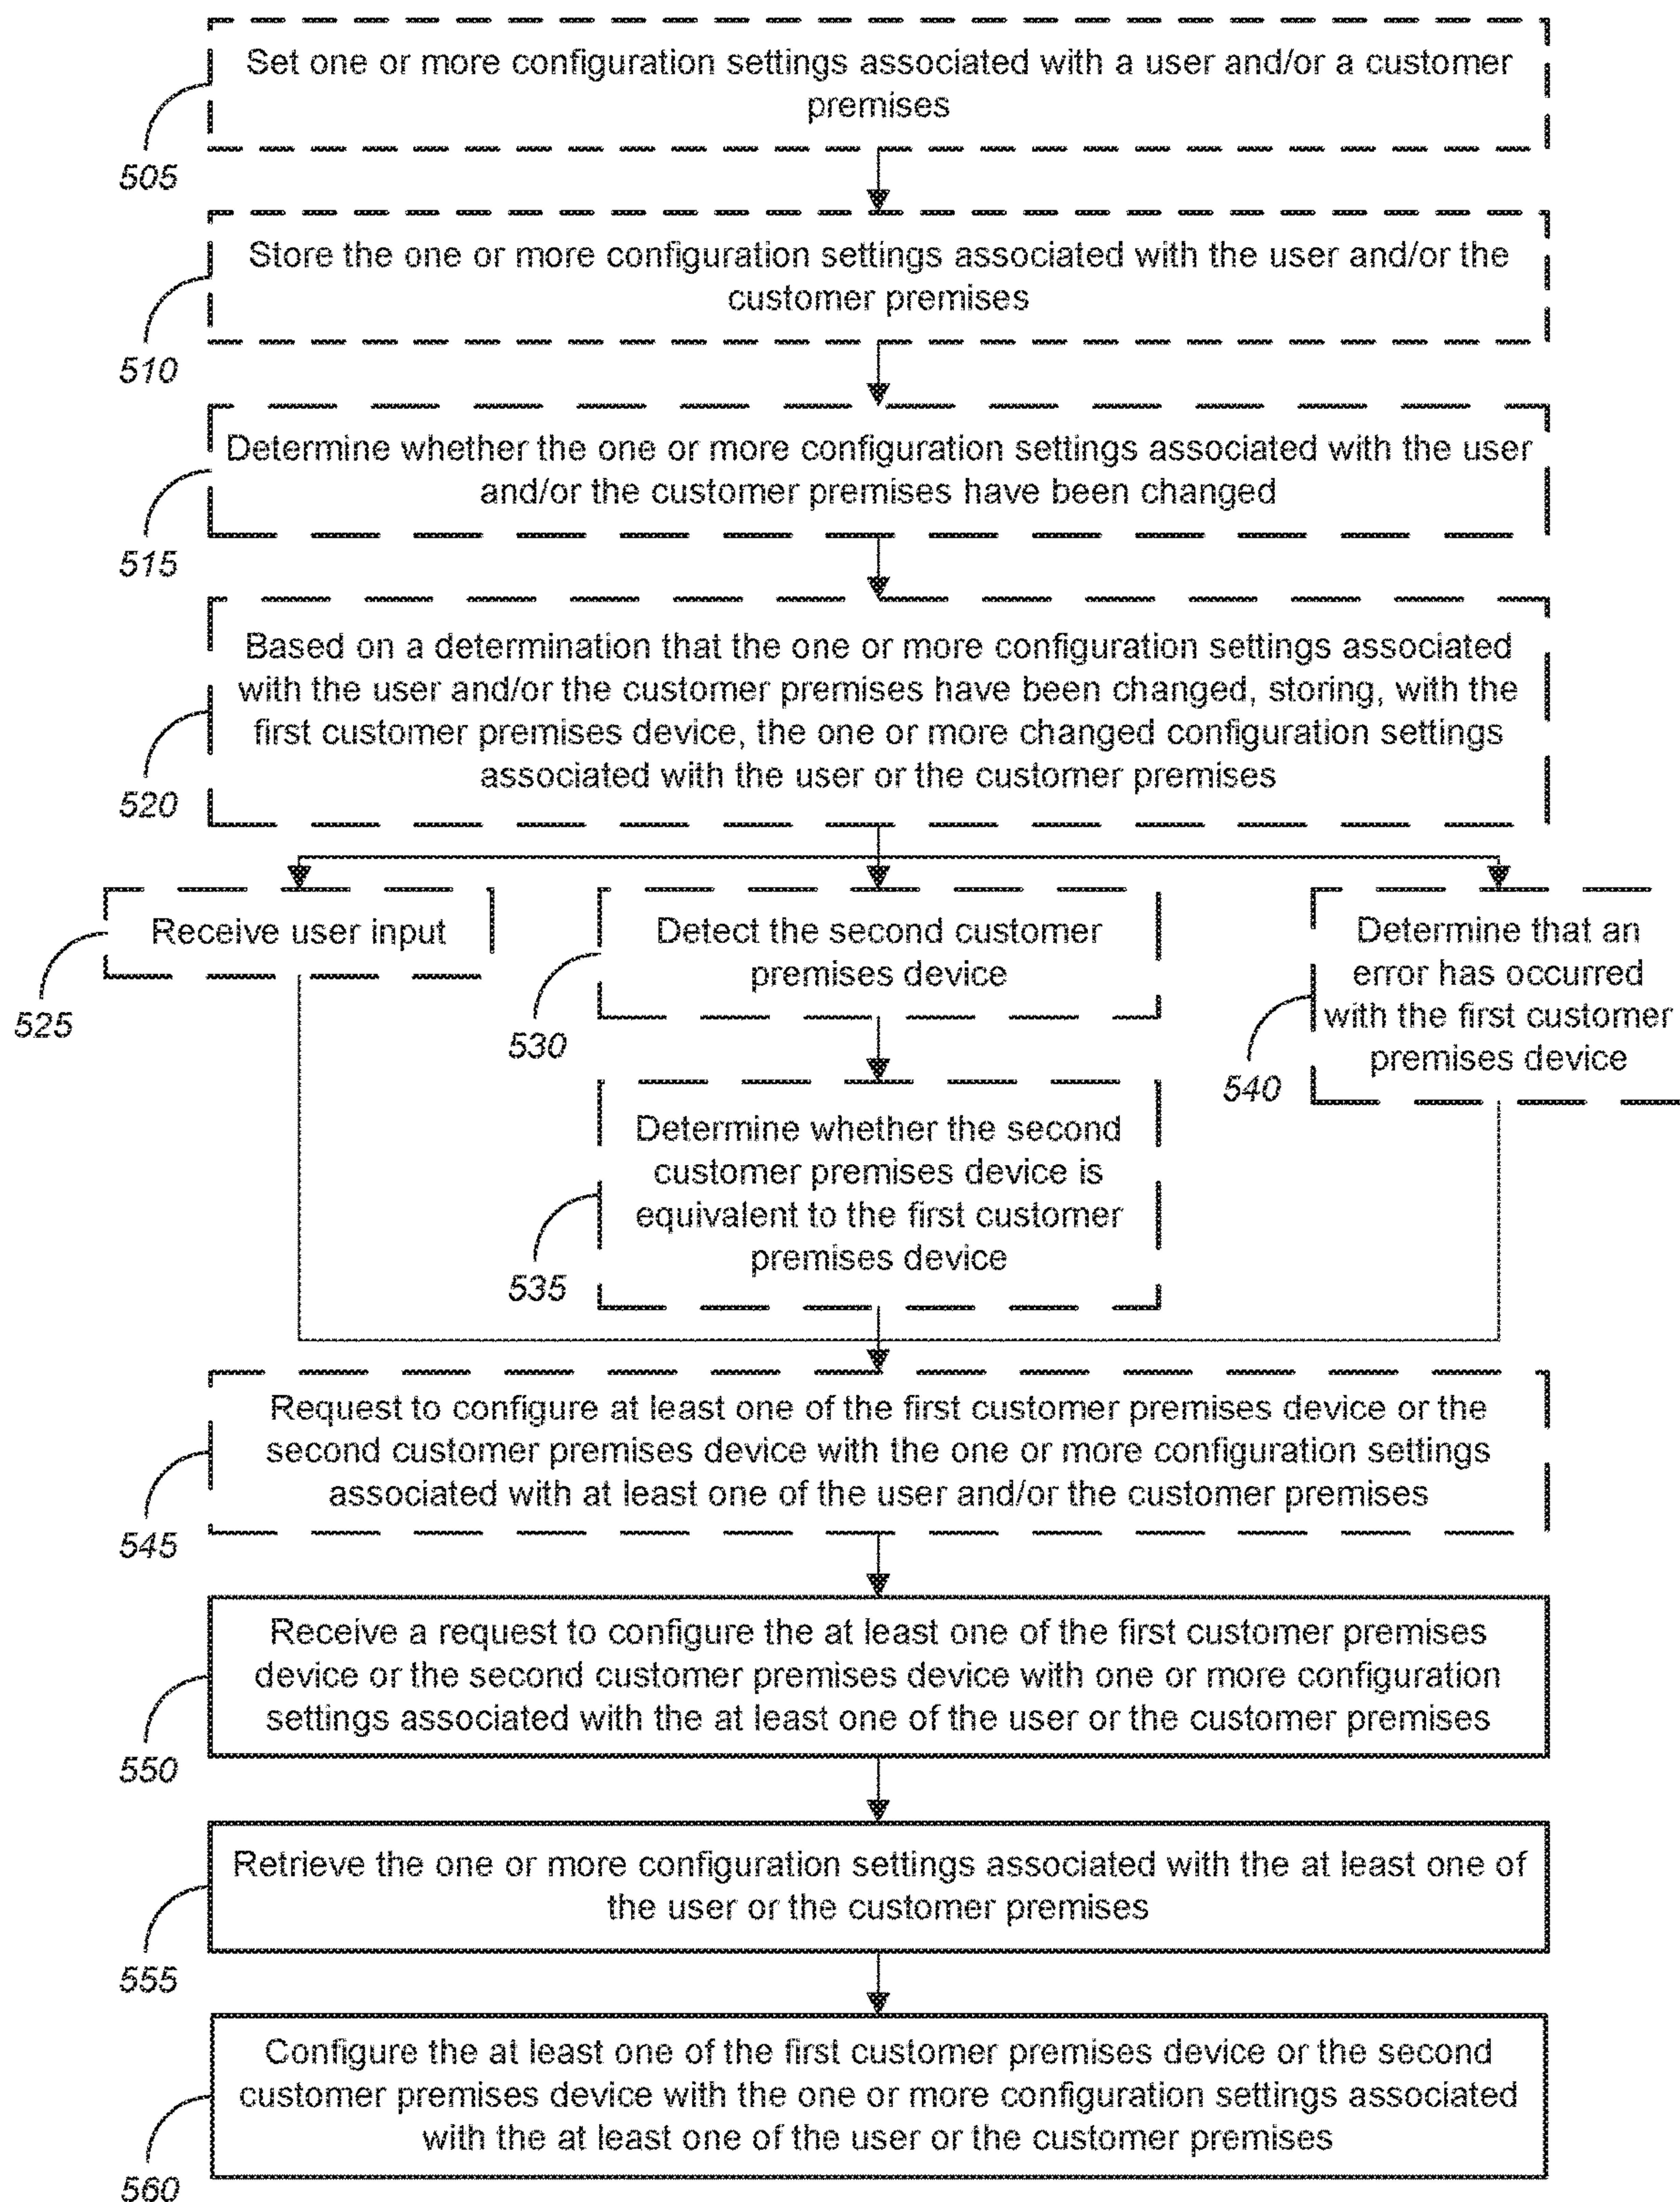 Set one or more configuration settings associated with a user and/or a customer
premises
505
Store the one or more configuration settings associated with the user and/or the
customer premises
510
Determine whether the one or more configuration settings associated with the user
and/or the customer premises have been changed
515
Based on a determination that the one or more configuration settings associated
with the user and/or the customer premises have been changed, storing, with the
first customer premises device, the one or more changed configuration settings
associated with the user or the customer premises
520
Receive user input
525
Detect the second customer
premises device
530
Determine whether the second
customer premises device is
equivalent to the first customer
premises device
535
Determine that an
error has occurred
with the first customer
premises device
540
Request to configure at least one of the first customer premises device or the
second customer premises device with the one or more configuration settings
associated with at least one of the user and/or the customer premises
545
Receive a request to configure the at least one of the first customer premises
device or the second customer premises device with one or more configuration
settings associated with the at least one of the user or the customer premises
550
Retrieve the one or more configuration settings associated with the at least one of
the user or the customer premises
555
Configure the at least one of the first customer premises device or the second
customer premises device with the one or more configuration settings associated
with the at least one of the user or the customer premises
560